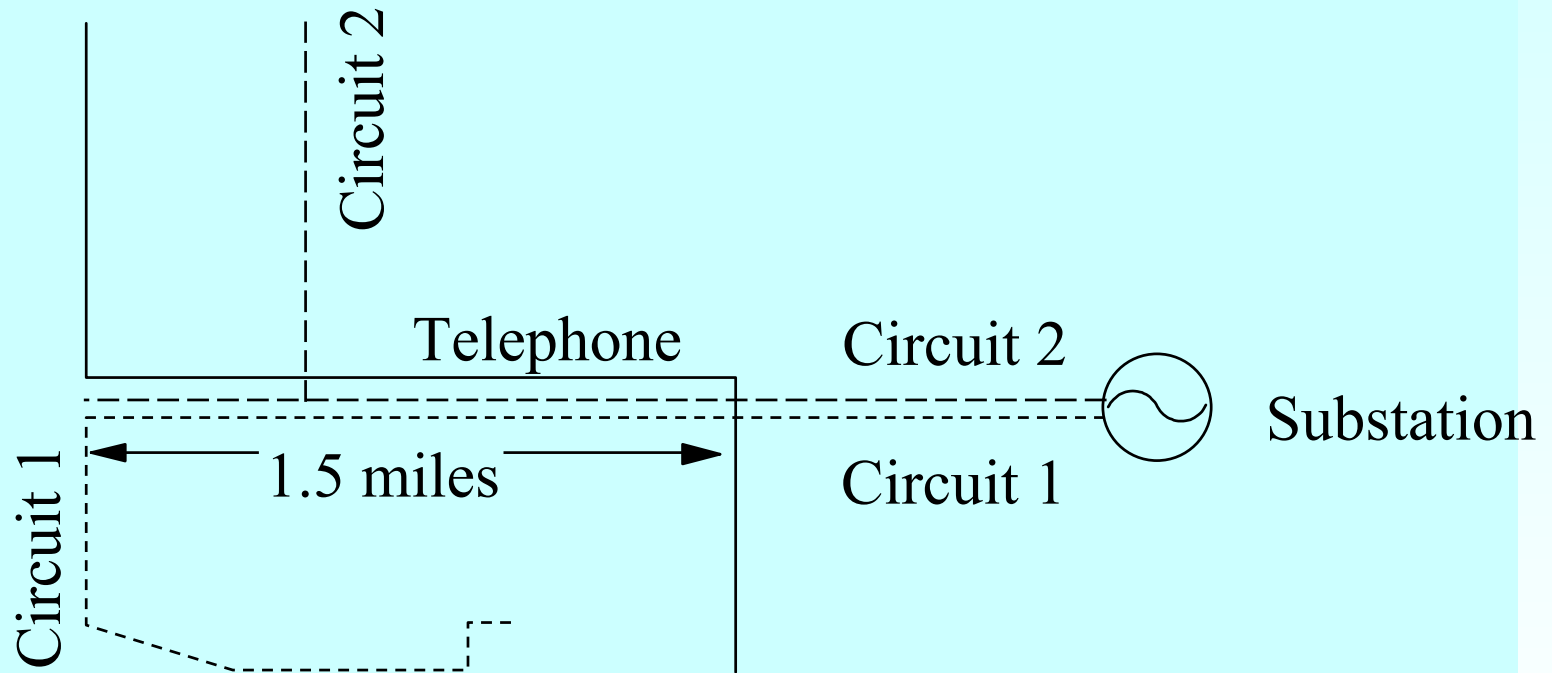 Circuit 2
Telephone
Circuit 2
Substation
1.5 miles
Circuit 1
Circuit 1